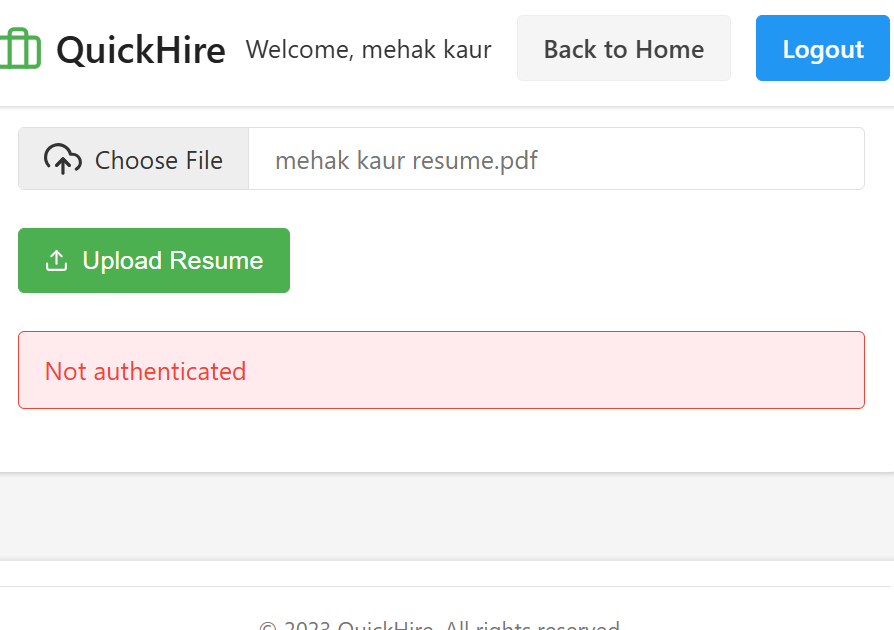 QuickHire Welcome, mehak kaur Back to Home Logout
Choose File mehak kaur resume.pdf
Upload Resume
Not authenticated
© 2023 QuickHire. All rights reserved.